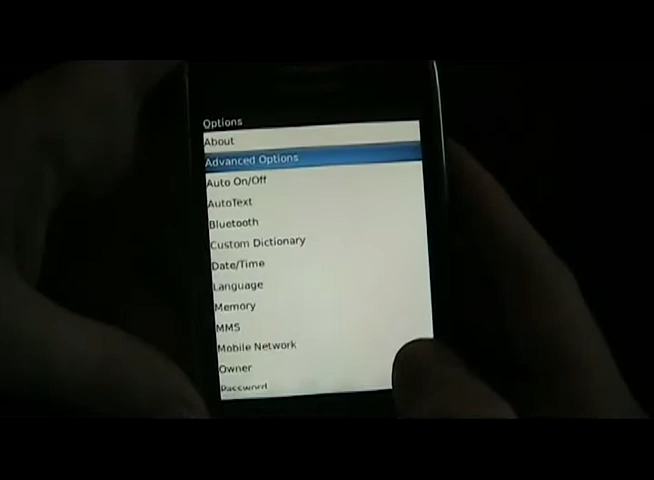 Options
About
Advanced Options
Auto On/Off
AutoText
Bluetooth
Custom Dictionary
Date/Time
Language
Memory
MMS
Mobile Network
Owner
Password